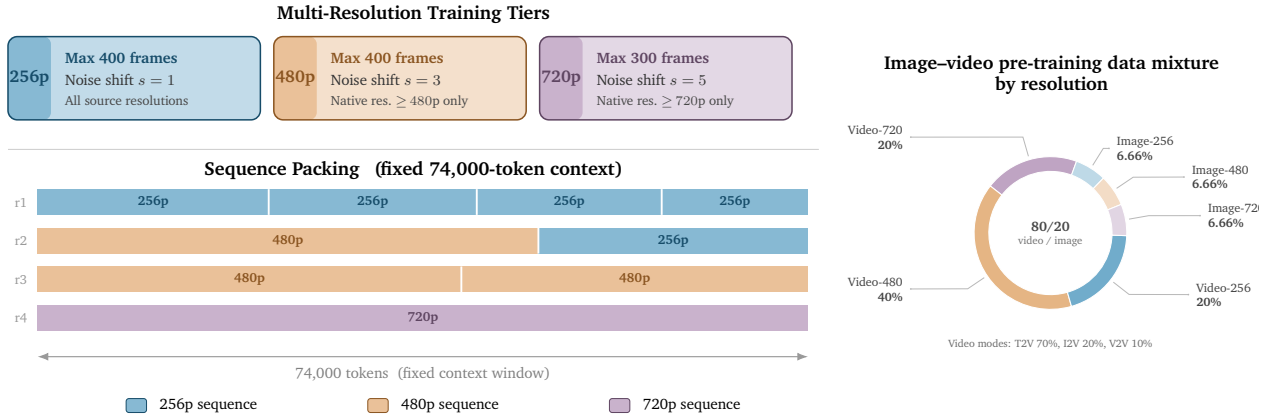 Multi-Resolution Training Tiers
256p
Max 400 frames
Noise shift s = 1
All source resolutions
480p
Max 400 frames
Noise shift s = 3
Native res. ≥ 480p only
720p
Max 300 frames
Noise shift s = 5
Native res. ≥ 720p only
Sequence Packing (fixed 74,000-token context)
r1 256p 256p 256p 256p
r2 480p 256p
r3 480p 480p
r4 720p
74,000 tokens (fixed context window)
256p sequence 480p sequence 720p sequence
Image–video pre-training data mixture
by resolution
Video-720
20%
Image-256
6.66%
Image-480
6.66%
Image-720
6.66%
80/20
video / image
Video-480
40%
Video-256
20%
Video modes: T2V 70%, I2V 20%, V2V 10%